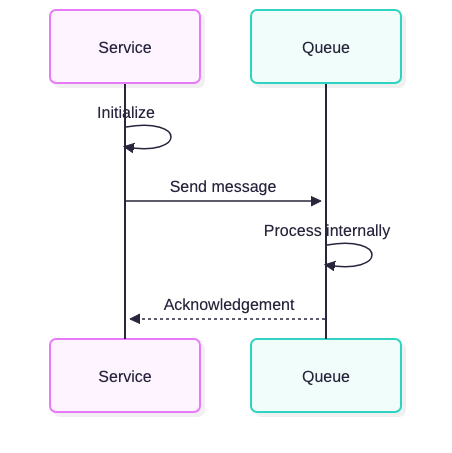 Service
Queue
Initialize
Send message
Process internally
Acknowledgement
Service
Queue